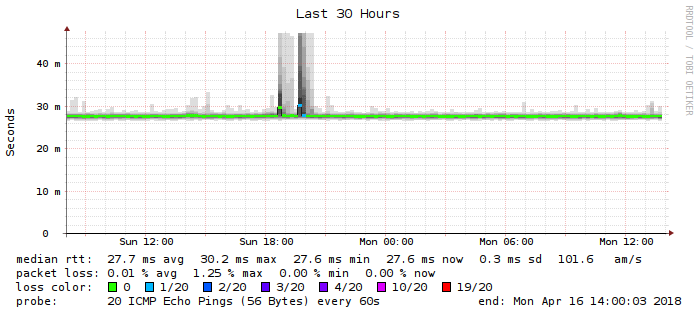 Last 30 Hours
RRDTOOL / TOBI OETIKER
Seconds
40 m
30 m
20 m
10 m
0
Sun 12:00 Sun 18:00 Mon 00:00 Mon 06:00 Mon 12:00
median rtt: 27.7 ms avg 30.2 ms max 27.6 ms min 27.6 ms now 0.3 ms sd 101.6 am/s
packet loss: 0.01 % avg 1.25 % max 0.00 % min 0.00 % now
loss color: 0 1/20 2/20 3/20 4/20 10/20 19/20
probe: 20 ICMP Echo Pings (56 Bytes) every 60s end: Mon Apr 16 14:00:03 2018